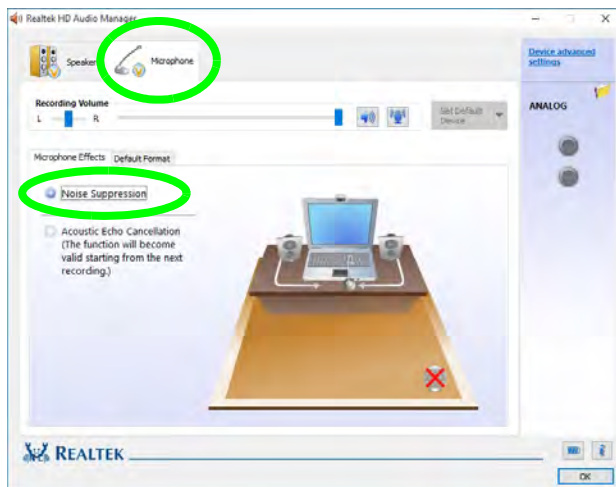 Realtek HD Audio Manager
Speaker
Microphone
Device advanced
settings
Recording Volume
L
R
Set Default
Device
ANALOG
Microphone Effects
Default Format
Noise Suppression
Acoustic Echo Cancellation
(The function will become
valid starting from the next
recording.)
REALTEK
OK